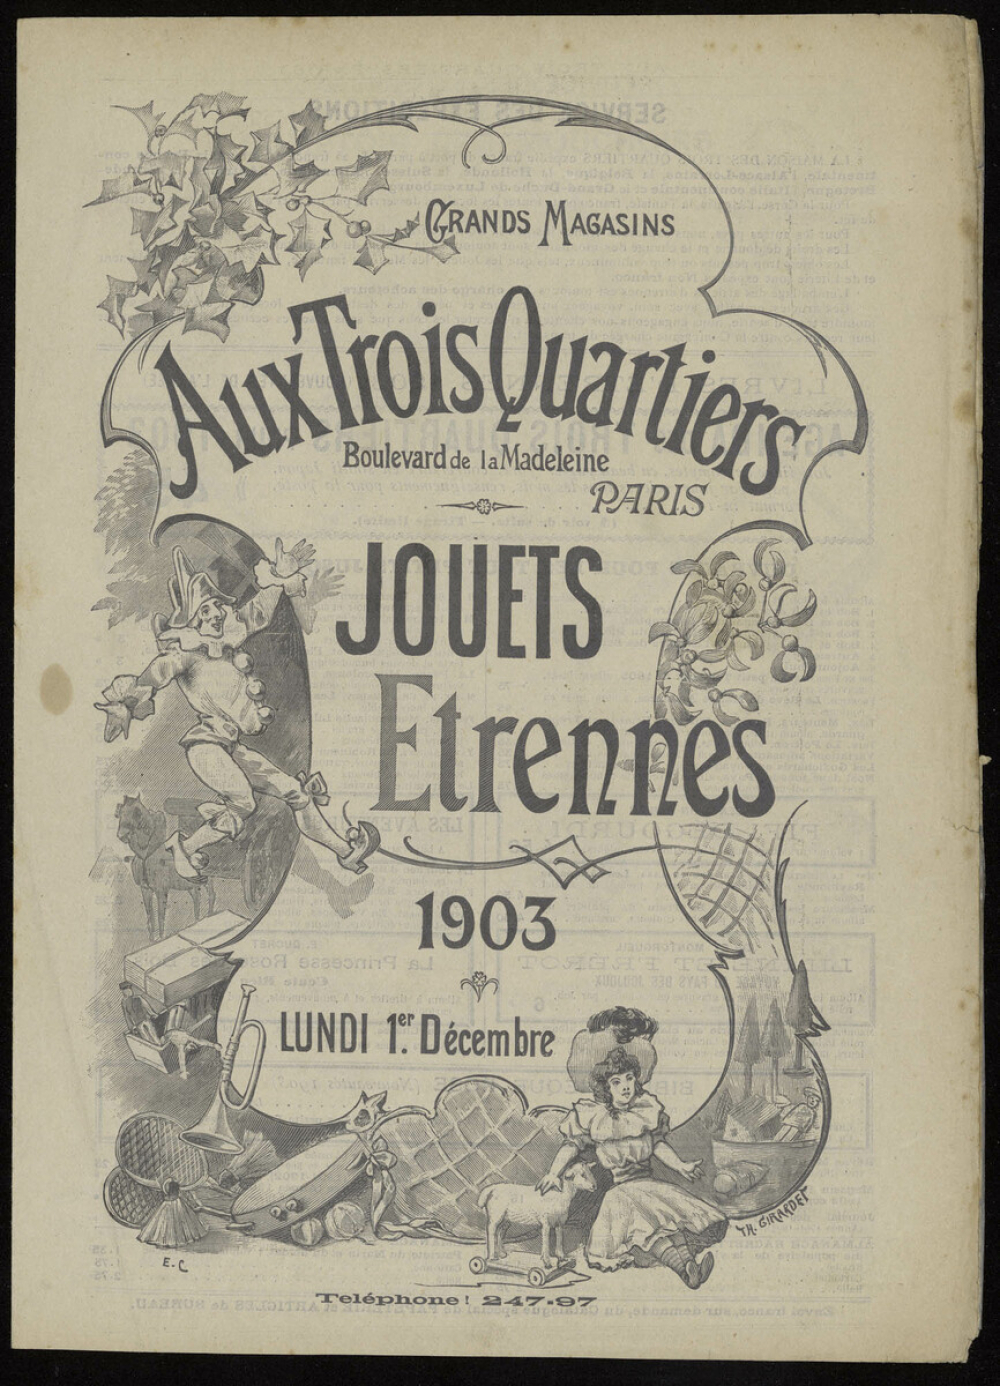 GRANDS MAGASINS
AUX TROIS QUARTIERS
Boulevard de la Madeleine
PARIS
JOUETS
Etrennes
1903
LUNDI 1er. Décembre
TH. GIRARDET
E.C
Teléphone! 247-97